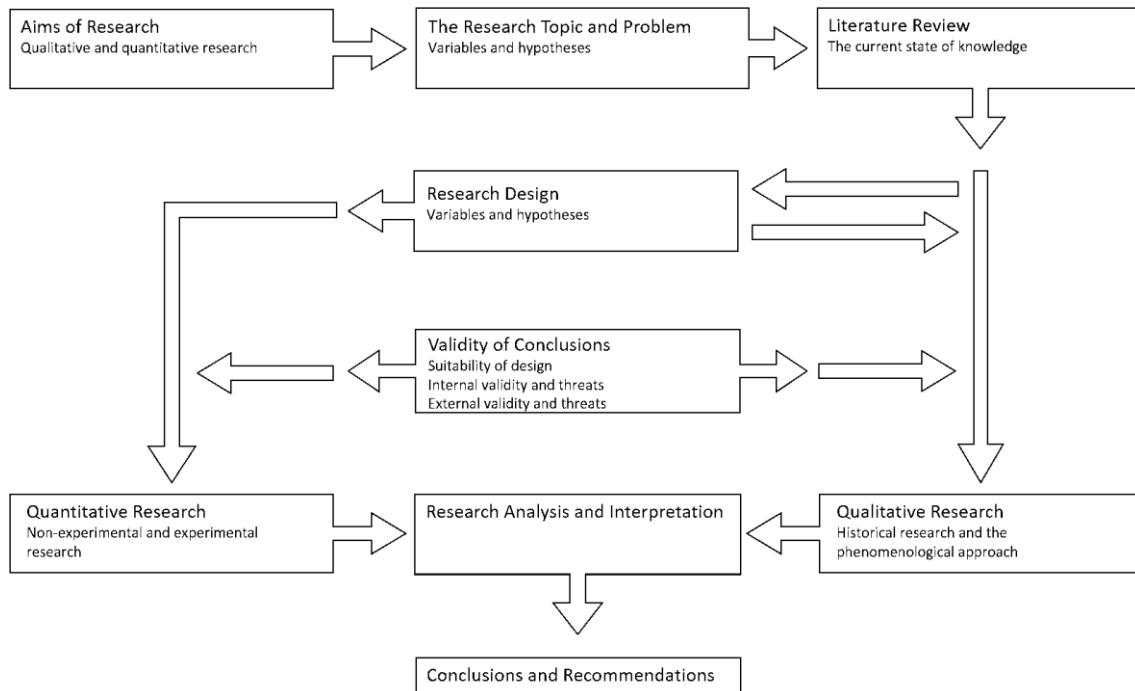 Aims of Research
Qualitative and quantitative research
The Research Topic and Problem
Variables and hypotheses
Literature Review
The current state of knowledge
Research Design
Variables and hypotheses
Validity of Conclusions
Suitability of design
Internal validity and threats
External validity and threats
Quantitative Research
Non-experimental and experimental
research
Research Analysis and Interpretation
Qualitative Research
Historical research and the
phenomenological approach
Conclusions and Recommendations